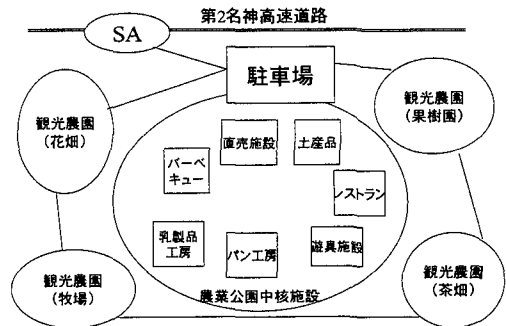 第2名神高速道路
SA
駐車場
観光農園
(花畑)
観光農園
(果樹園)
直売施設
土産品
バーベ
キュー
レストラン
乳製品
工房
パン工房
遊具施設
農業公園中核施設
観光農園
(牧場)
観光農園
(茶畑)